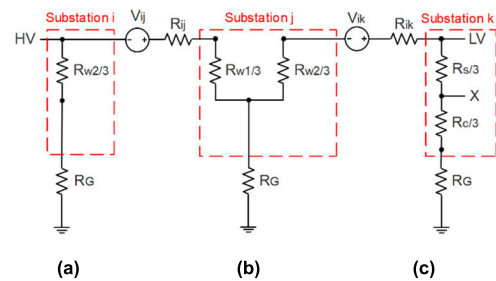 Substation i
Vij
Rij
Substation j
Vik
Rik
Substation k
HV
LV
- +
- +
Rw2/3
Rw1/3
Rw2/3
Rs/3
X
Rc/3
RG
RG
RG
(a)
(b)
(c)